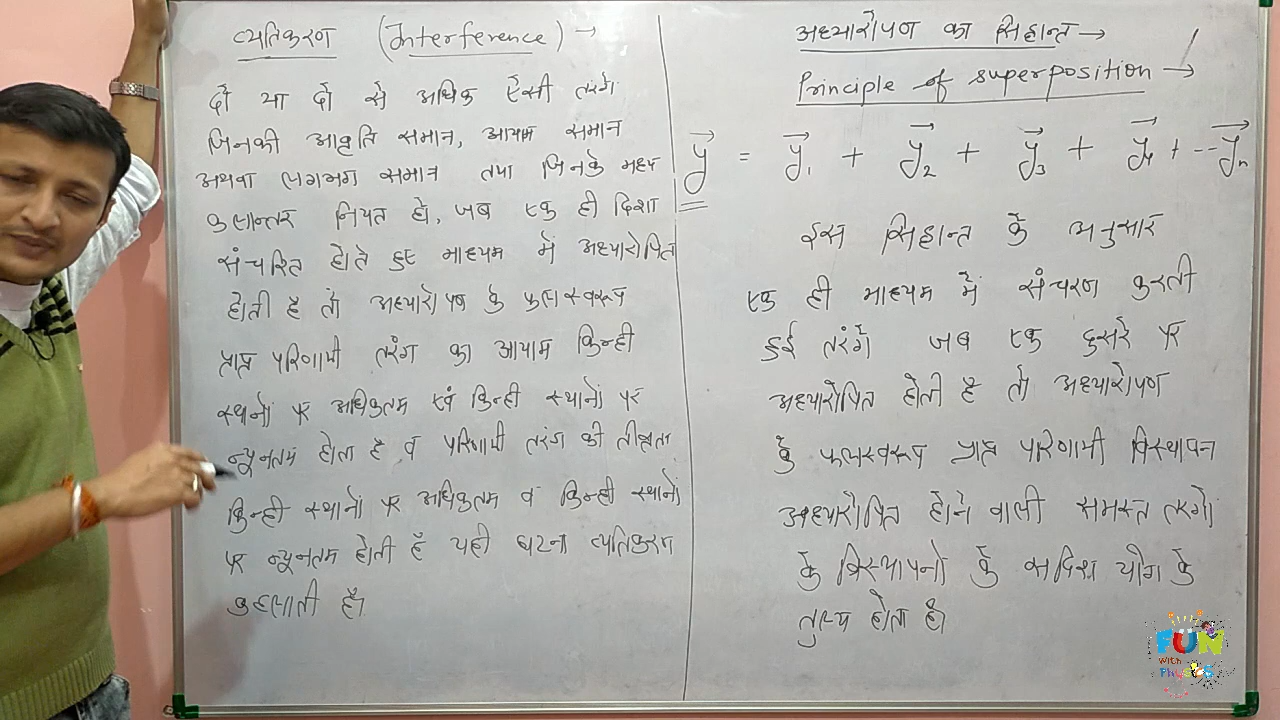 व्यतिकरण (Interference) →
दो या दो से अधिक ऐसी तरंगें
जिनकी आवृति समान, आयाम समान
अथवा लगभग समान तथा जिनके मध्य
कलान्तर नियत हो, जब एक ही दिशा
संचरित होते हुए माध्यम में अध्यारोपित
होती है तो अध्यारोपण के फलस्वरूप
प्राप्त परिणामी तरंग का आयाम किन्ही
स्थानों पर अधिकतम एवं किन्ही स्थानों पर
न्यूनतम होता है व परिणामी तरंग की तीव्रता
किन्ही स्थानों पर अधिकतम व किन्ही स्थानों
पर न्यूनतम होती है यही घटना व्यतिकरण
कहलाती है।
अध्यारोपण का सिद्धान्त →
Principle of superposition →
y⃗ = y⃗₁ + y⃗₂ + y⃗₃ + y⃗₄ + -- y⃗ₙ
इस सिद्धान्त के अनुसार
एक ही माध्यम में संचरण करती
कई तरंगें जब एक दुसरे पर
अध्यारोपित होती है तो अध्यारोपण
के फलस्वरूप प्राप्त परिणामी विस्थापन
अध्यारोपित होने वाली समस्त तरंगों
के विस्थापनों के सदिश योग के
तुल्य होता है।
FUN
With
Physics